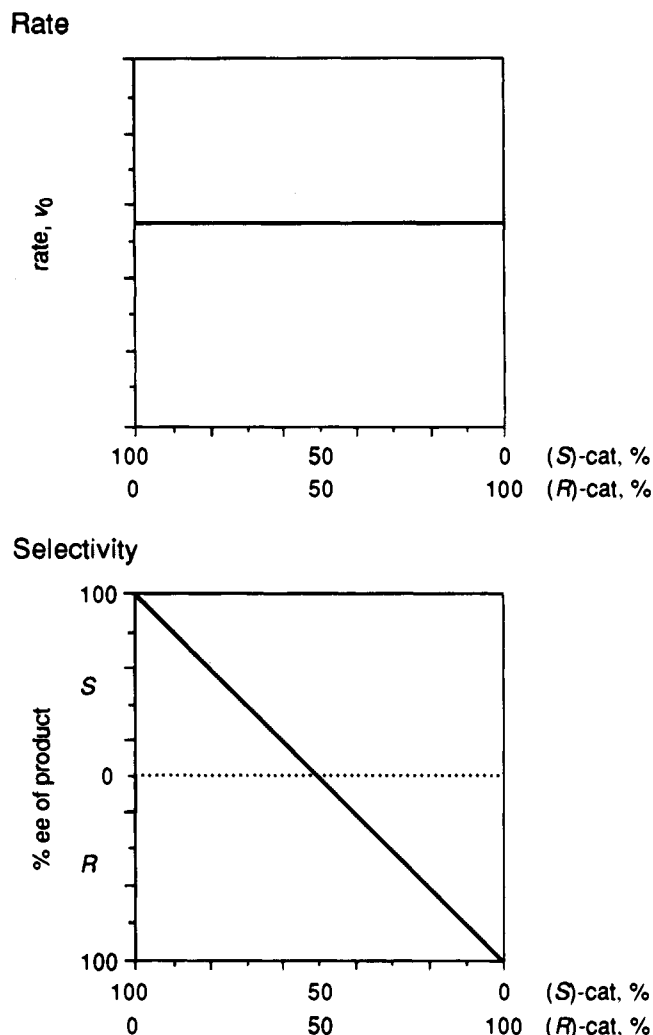 Rate
rate, v0
100 50 0 (S)-cat, %
0 50 100 (R)-cat, %
Selectivity
100
S
0
% ee of product
R
100
100 50 0 (S)-cat, %
0 50 100 (R)-cat, %